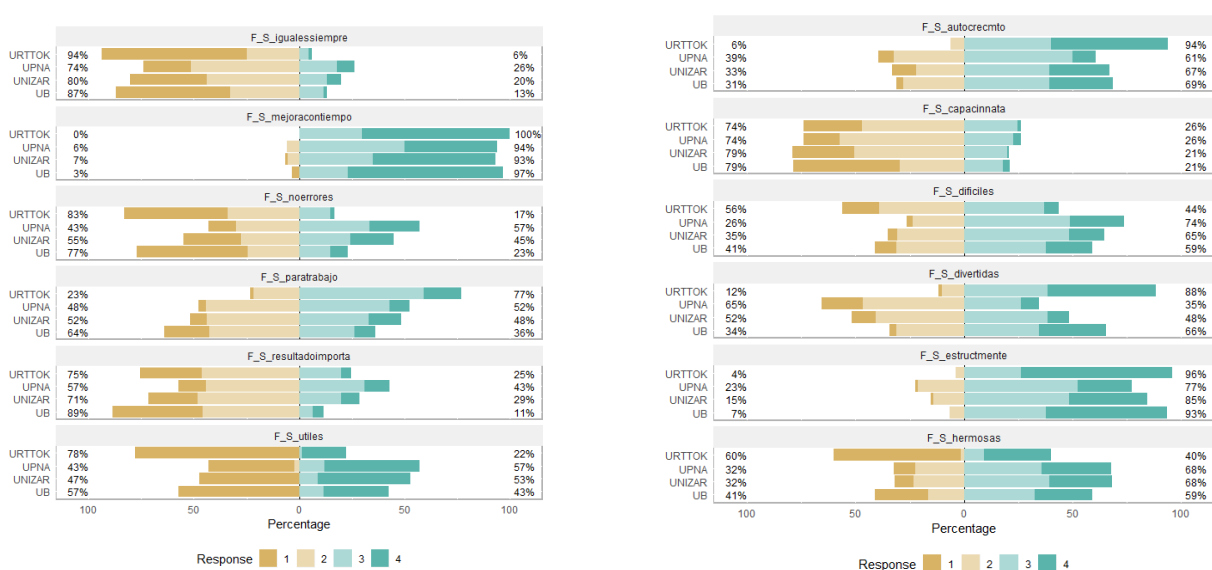 F_S_igualessiempre
URTTOK 94% 6%
UPNA 74% 26%
UNIZAR 80% 20%
UB 87% 13%
F_S_mejoracontiempo
URTTOK 0% 100%
UPNA 6% 94%
UNIZAR 7% 93%
UB 3% 97%
F_S_noerrores
URTTOK 83% 17%
UPNA 43% 57%
UNIZAR 55% 45%
UB 77% 23%
F_S_paratrabajo
URTTOK 23% 77%
UPNA 48% 52%
UNIZAR 52% 48%
UB 64% 36%
F_S_resultadoimporta
URTTOK 75% 25%
UPNA 57% 43%
UNIZAR 71% 29%
UB 89% 11%
F_S_utiles
URTTOK 78% 22%
UPNA 43% 57%
UNIZAR 47% 53%
UB 57% 43%
100 50 0 50 100
Percentage
Response 1 2 3 4
F_S_autocrecmto
URTTOK 6% 94%
UPNA 39% 61%
UNIZAR 33% 67%
UB 31% 69%
F_S_capacinnata
URTTOK 74% 26%
UPNA 74% 26%
UNIZAR 79% 21%
UB 79% 21%
F_S_dificiles
URTTOK 56% 44%
UPNA 26% 74%
UNIZAR 35% 65%
UB 41% 59%
F_S_divertidas
URTTOK 12% 88%
UPNA 65% 35%
UNIZAR 52% 48%
UB 34% 66%
F_S_estructmente
URTTOK 4% 96%
UPNA 23% 77%
UNIZAR 15% 85%
UB 7% 93%
F_S_hermosas
URTTOK 60% 40%
UPNA 32% 68%
UNIZAR 32% 68%
UB 41% 59%
100 50 0 50 100
Percentage
Response 1 2 3 4